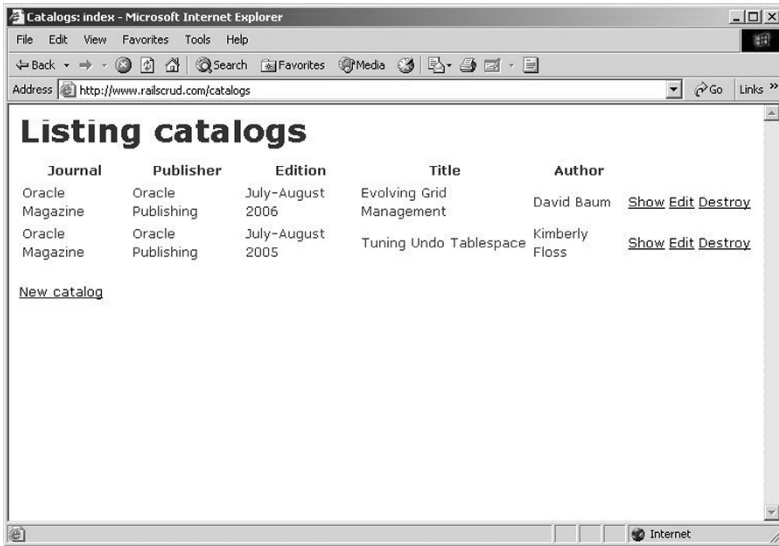 Catalogs: index - Microsoft Internet Explorer
File Edit View Favorites Tools Help
Back Search Favorites Media
Address http://www.railscrud.com/catalogs Go Links »
Listing catalogs
Journal Publisher Edition Title Author
Oracle Magazine Oracle Publishing July-August 2006 Evolving Grid Management David Baum Show Edit Destroy
Oracle Magazine Oracle Publishing July-August 2005 Tuning Undo Tablespace Kimberly Floss Show Edit Destroy
New catalog
Internet